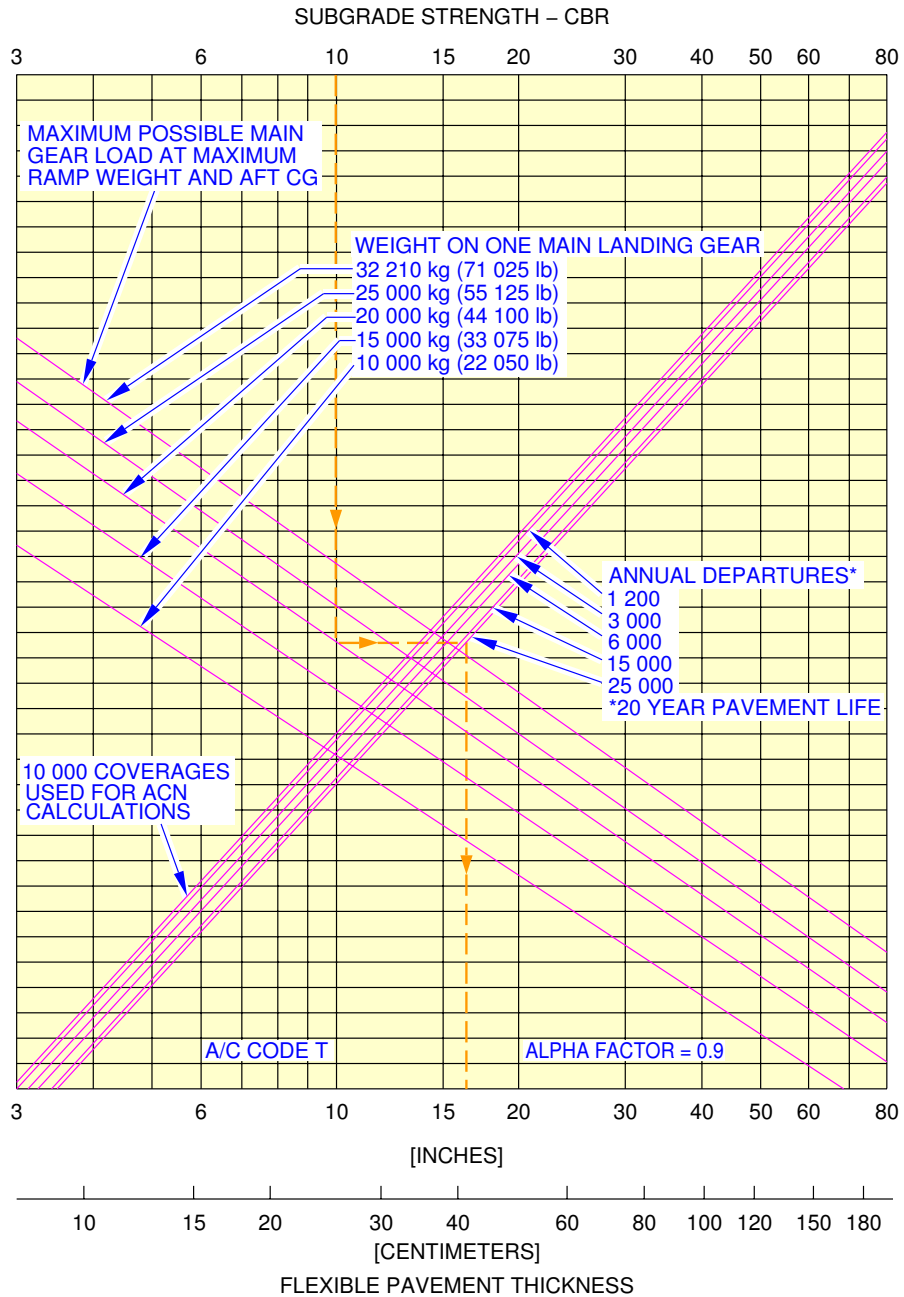 SUBGRADE STRENGTH – CBR
3 6 10 15 20 30 40 50 60 80
MAXIMUM POSSIBLE MAIN
GEAR LOAD AT MAXIMUM
RAMP WEIGHT AND AFT CG
WEIGHT ON ONE MAIN LANDING GEAR
32 210 kg (71 025 lb)
25 000 kg (55 125 lb)
20 000 kg (44 100 lb)
15 000 kg (33 075 lb)
10 000 kg (22 050 lb)
ANNUAL DEPARTURES*
1 200
3 000
6 000
15 000
25 000
*20 YEAR PAVEMENT LIFE
10 000 COVERAGES
USED FOR ACN
CALCULATIONS
A/C CODE T
ALPHA FACTOR = 0.9
3 6 10 15 20 30 40 50 60 80
[INCHES]
10 15 20 30 40 60 80 100 120 150 180
[CENTIMETERS]
FLEXIBLE PAVEMENT THICKNESS